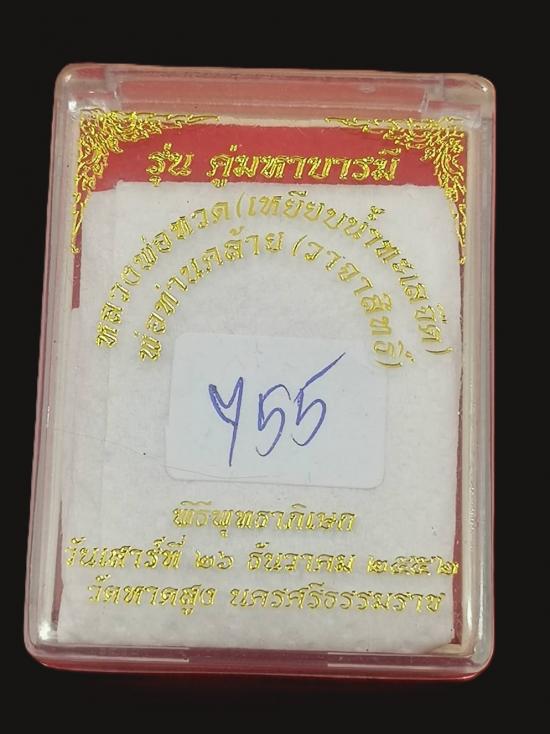 รุ่น คู่มหาบารมี
หลวงพ่อทวด (เหยียบน้ำทะเลจืด)
พ่อท่านคล้าย (วาจาสิทธิ์)
455
พิธีพุทธาภิเษก
วันเสาร์ที่ ๒๖ ธันวาคม ๒๕๕๒
วัดหาดสูง นครศรีธรรมราช